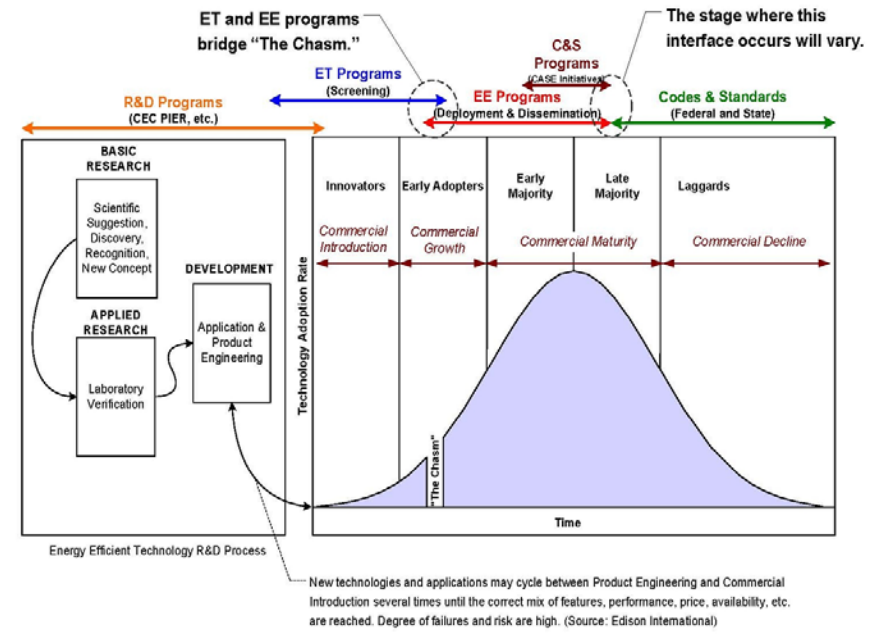 ET and EE programs
bridge “The Chasm.”
The stage where this
interface occurs will vary.
C&S
Programs
(CASE Initiatives)
ET Programs
(Screening)
R&D Programs
(CEC PIER, etc.)
EE Programs
(Deployment & Dissemination)
Codes & Standards
(Federal and State)
BASIC
RESEARCH
Scientific
Suggestion,
Discovery,
Recognition,
New Concept
DEVELOPMENT
Application &
Product
Engineering
APPLIED
RESEARCH
Laboratory
Verification
Energy Efficient Technology R&D Process
Technology Adoption Rate
Innovators
Early Adopters
Early
Majority
Late
Majority
Laggards
Commercial
Introduction
Commercial
Growth
Commercial Maturity
Commercial Decline
"The Chasm"
Time
New technologies and applications may cycle between Product Engineering and Commercial
Introduction several times until the correct mix of features, performance, price, availability, etc.
are reached. Degree of failures and risk are high. (Source: Edison International)